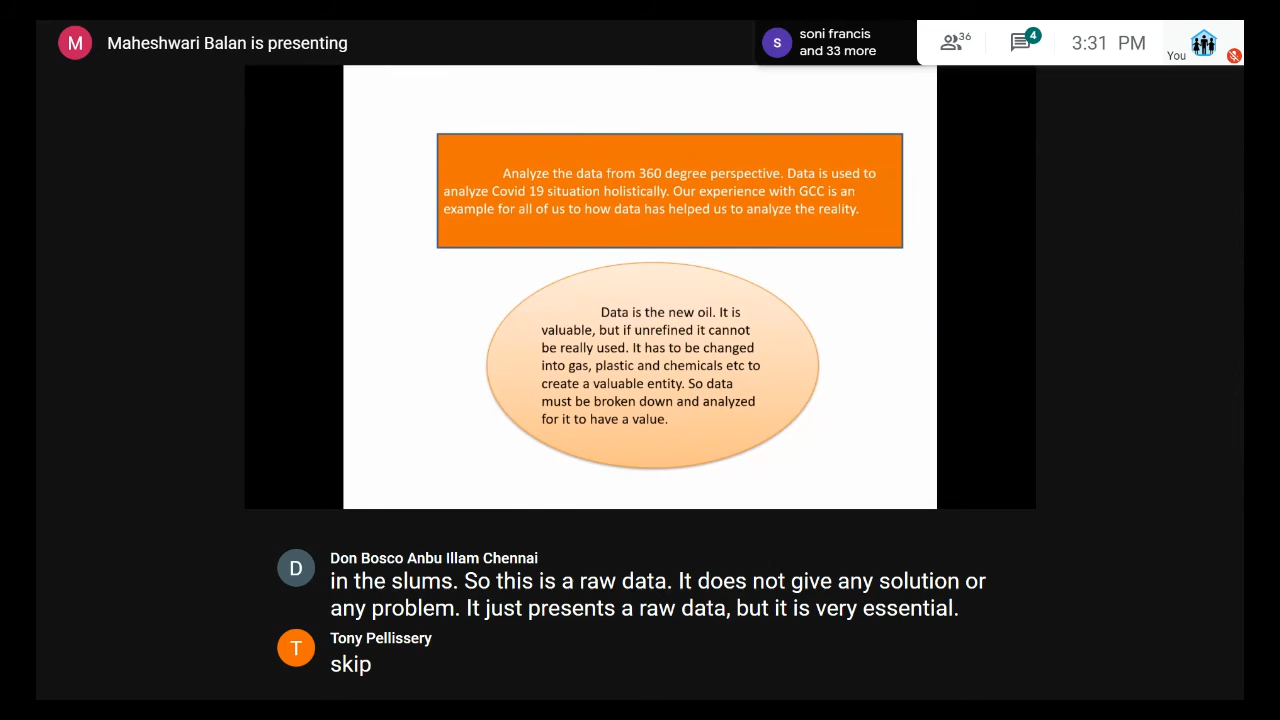 M
Maheshwari Balan is presenting
s
soni francis
and 33 more
36
4
3:31 PM
You
Analyze the data from 360 degree perspective. Data is used to
analyze Covid 19 situation holistically. Our experience with GCC is an
example for all of us to how data has helped us to analyze the reality.
Data is the new oil. It is
valuable, but if unrefined it cannot
be really used. It has to be changed
into gas, plastic and chemicals etc to
create a valuable entity. So data
must be broken down and analyzed
for it to have a value.
D
Don Bosco Anbu Illam Chennai
in the slums. So this is a raw data. It does not give any solution or
any problem. It just presents a raw data, but it is very essential.
T
Tony Pellissery
skip